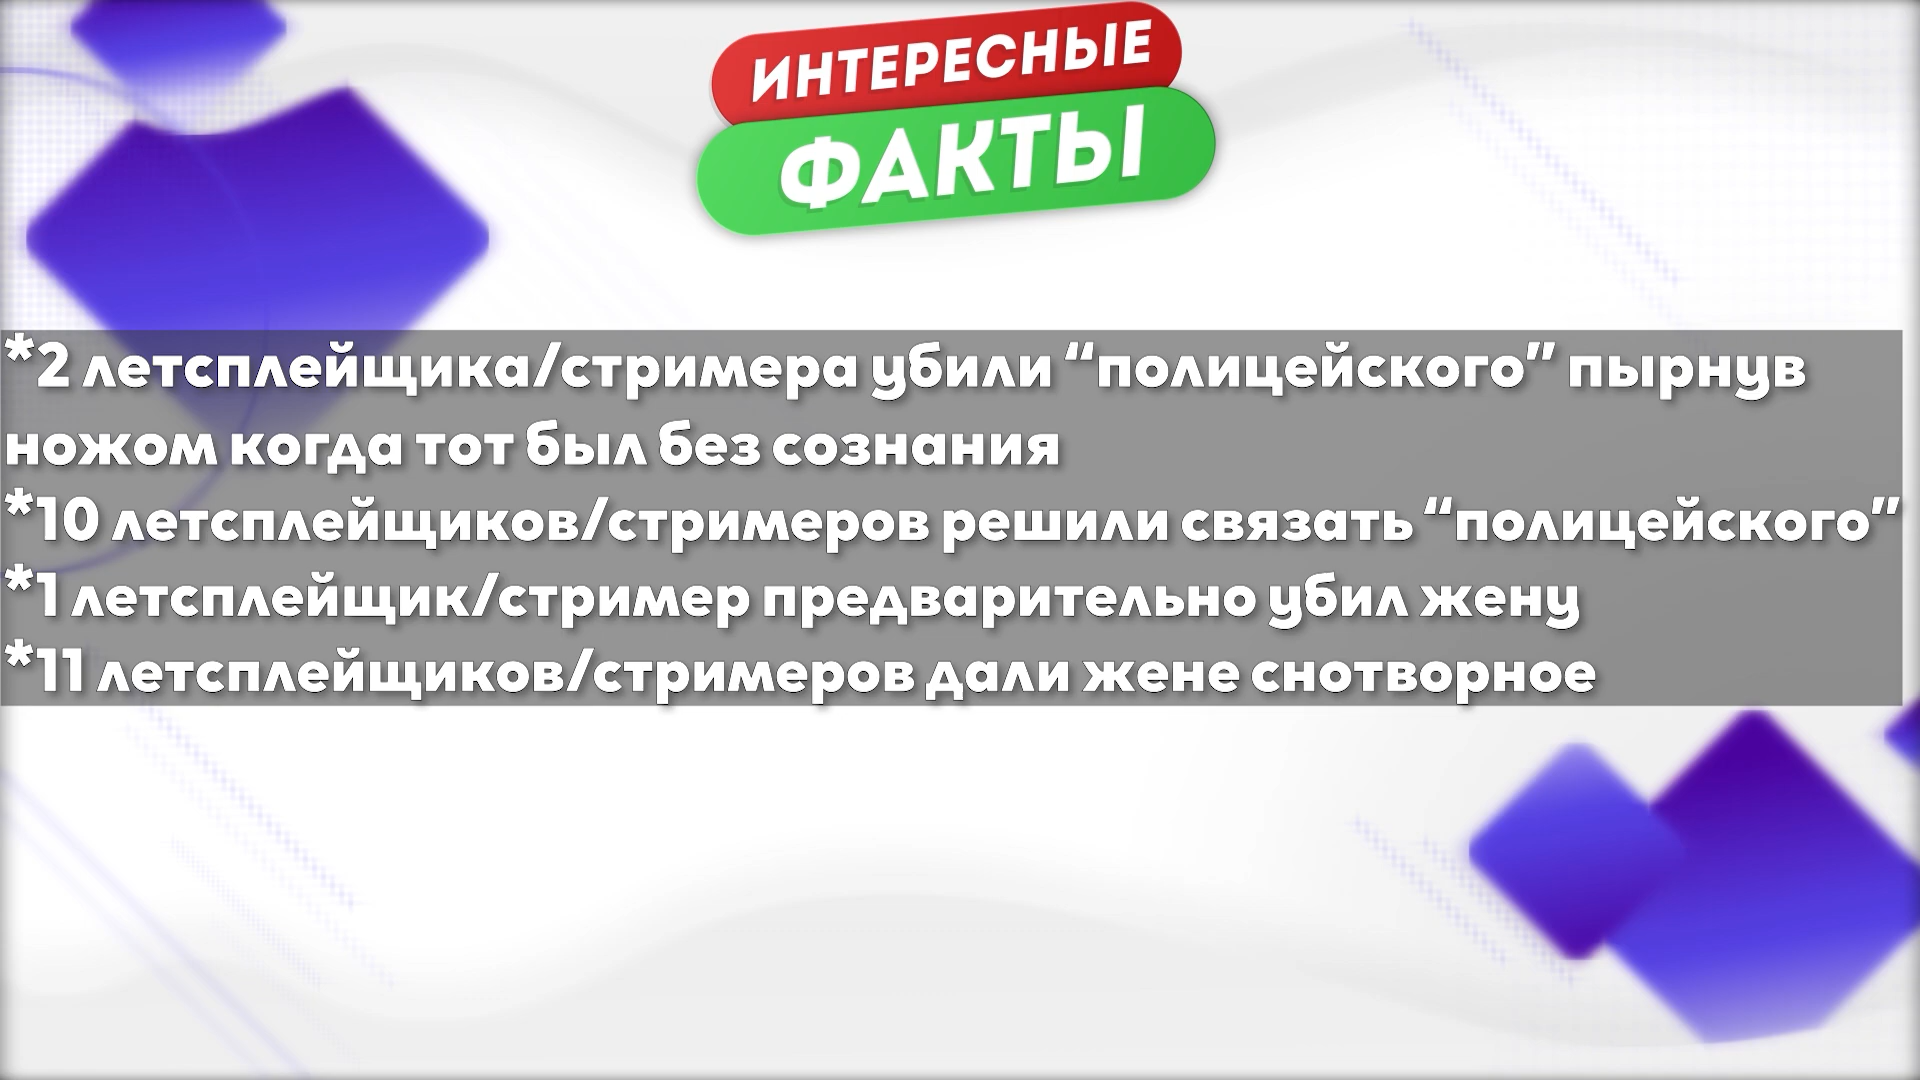 ИНТЕРЕСНЫЕ
ФАКТЫ
*2 летсплейщика/стримера убили “полицейского” пырнув
ножом когда тот был без сознания
*10 летсплейщиков/стримеров решили связать “полицейского”
*1 летсплейщик/стример предварительно убил жену
*11 летсплейщиков/стримеров дали жене снотворное